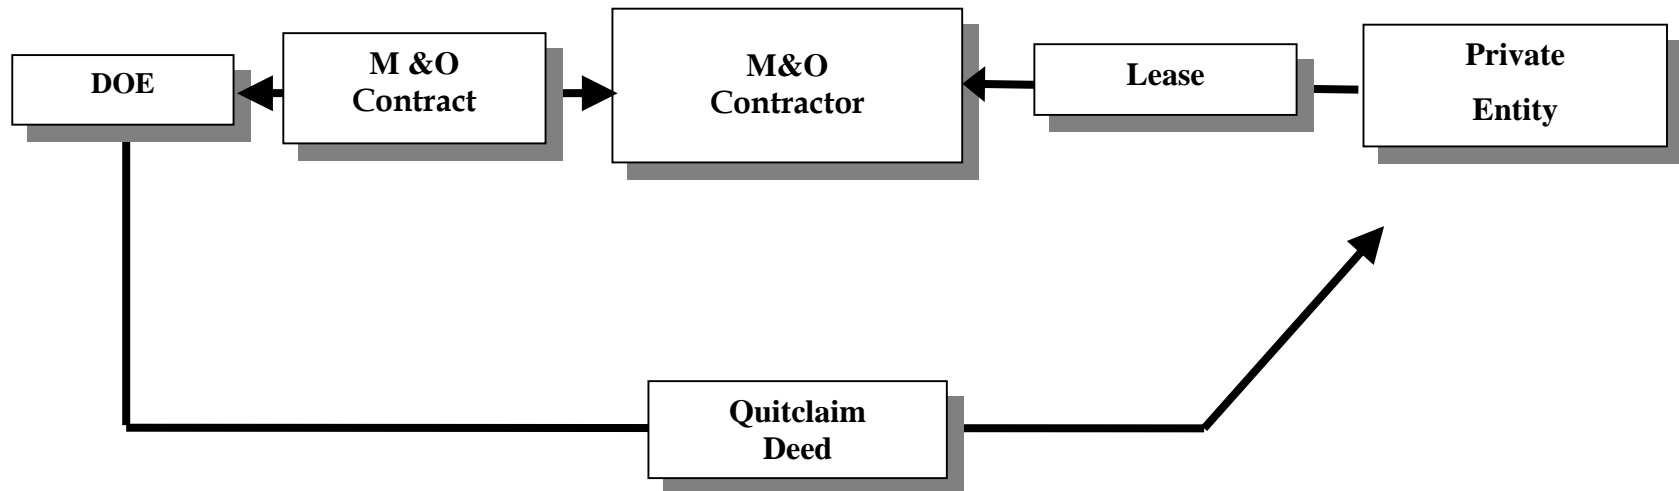 DOE
M &O
Contract
M&O
Contractor
Lease
Private
Entity
Quitclaim
Deed